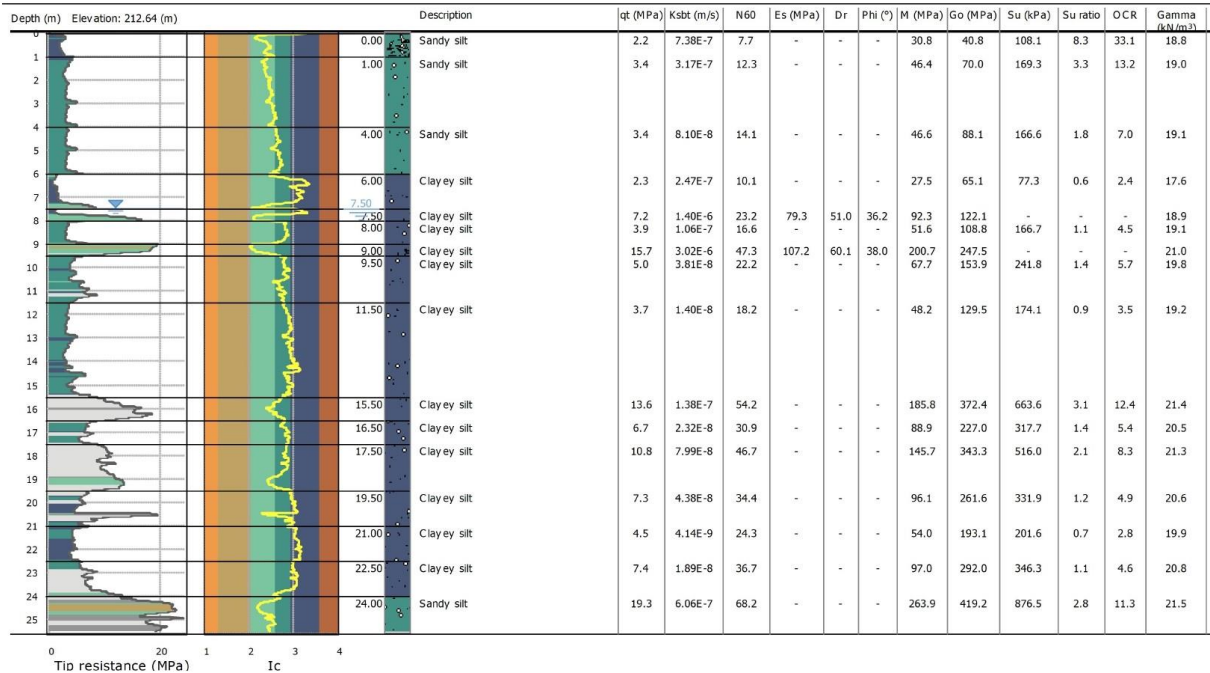 Depth (m) Elevation: 212.64 (m) Description qt (MPa) Ksbt (m/s) N60 Es (MPa) Dr Phi (°) M (MPa) Go (MPa) Su (kPa) Su ratio OCR Gamma (kN/m³)
0 0.00 Sandy silt 2.2 7.38E-7 7.7 - - - 30.8 40.8 108.1 8.3 33.1 18.8
1 1.00 Sandy silt 3.4 3.17E-7 12.3 - - - 46.4 70.0 169.3 3.3 13.2 19.0
2
3
4 4.00 Sandy silt 3.4 8.10E-8 14.1 - - - 46.6 88.1 166.6 1.8 7.0 19.1
5
6 6.00 Clayey silt 2.3 2.47E-7 10.1 - - - 27.5 65.1 77.3 0.6 2.4 17.6
7 7.50
7.50 Clayey silt 7.2 1.40E-6 23.2 79.3 51.0 36.2 92.3 122.1 - - - 18.9
8 8.00 Clayey silt 3.9 1.06E-7 16.6 - - - 51.6 108.8 166.7 1.1 4.5 19.1
9 9.00 Clayey silt 15.7 3.02E-6 47.3 107.2 60.1 38.0 200.7 247.5 - - - 21.0
9.50 Clayey silt 5.0 3.81E-8 22.2 - - - 67.7 153.9 241.8 1.4 5.7 19.8
10
11
11.50 Clayey silt 3.7 1.40E-8 18.2 - - - 48.2 129.5 174.1 0.9 3.5 19.2
12
13
14
15
15.50 Clayey silt 13.6 1.38E-7 54.2 - - - 185.8 372.4 663.6 3.1 12.4 21.4
16
16.50 Clayey silt 6.7 2.32E-8 30.9 - - - 88.9 227.0 317.7 1.4 5.4 20.5
17
17.50 Clayey silt 10.8 7.99E-8 46.7 - - - 145.7 343.3 516.0 2.1 8.3 21.3
18
19
19.50 Clayey silt 7.3 4.38E-8 34.4 - - - 96.1 261.6 331.9 1.2 4.9 20.6
20
21 21.00 Clayey silt 4.5 4.14E-9 24.3 - - - 54.0 193.1 201.6 0.7 2.8 19.9
22
22.50 Clayey silt 7.4 1.89E-8 36.7 - - - 97.0 292.0 346.3 1.1 4.6 20.8
23
24 24.00 Sandy silt 19.3 6.06E-7 68.2 - - - 263.9 419.2 876.5 2.8 11.3 21.5
25
0 20 1 2 3 4
Tip resistance (MPa) Ic